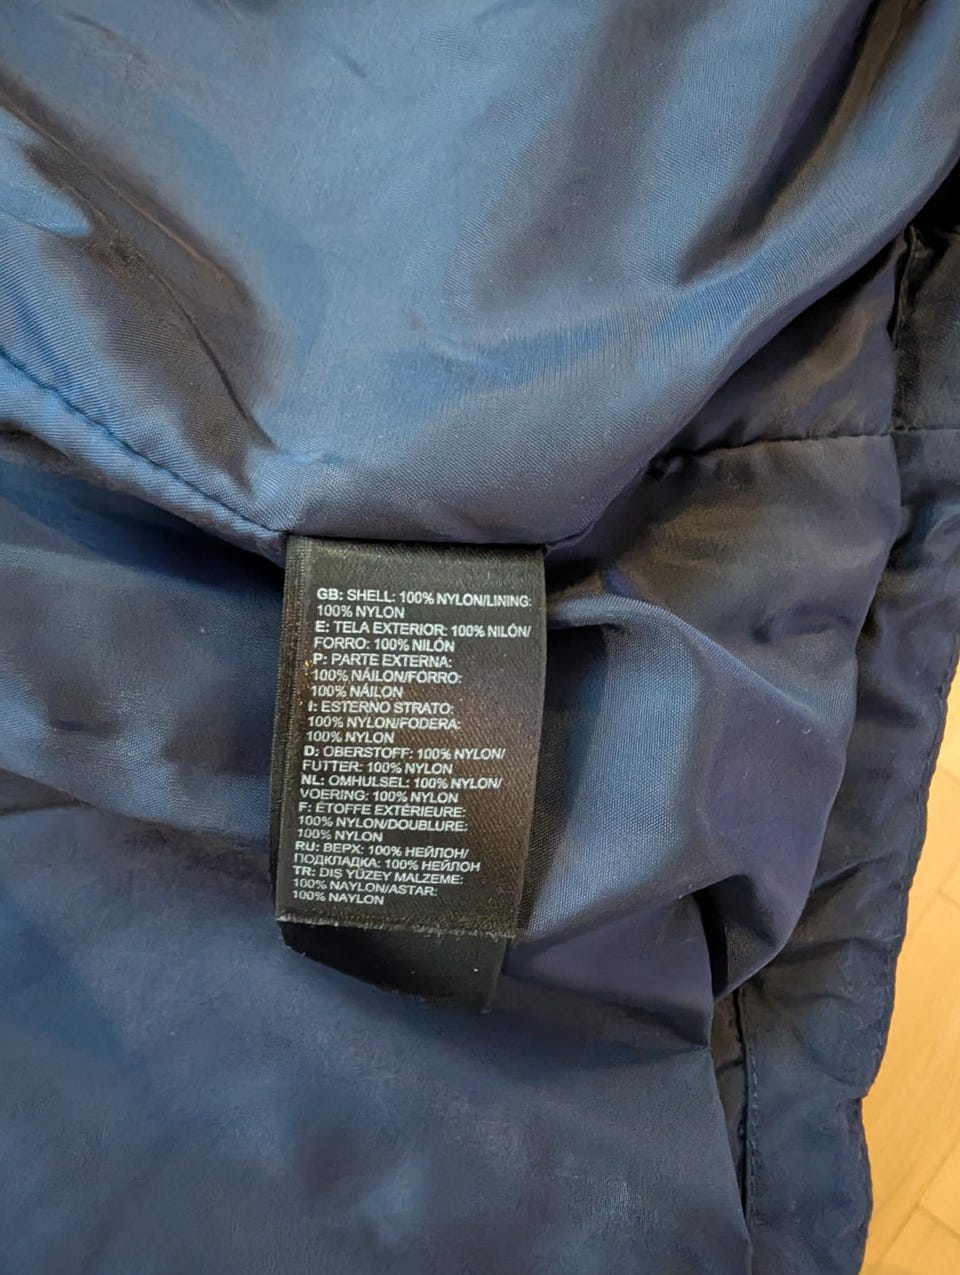 GB: SHELL: 100% NYLON/LINING:
100% NYLON
E: TELA EXTERIOR: 100% NILÓN/
FORRO: 100% NILÓN
P: PARTE EXTERNA:
100% NÁILON/FORRO:
100% NÁILON
I: ESTERNO STRATO:
100% NYLON/FODERA:
100% NYLON
D: OBERSTOFF: 100% NYLON/
FUTTER: 100% NYLON
NL: OMHULSEL: 100% NYLON/
VOERING: 100% NYLON
F: ÉTOFFE EXTÉRIEURE:
100% NYLON/DOUBLURE:
100% NYLON
RU: ВЕРХ: 100% НЕЙЛОН/
ПОДКЛАДКА: 100% НЕЙЛОН
TR: DIŞ YÜZEY MALZEME:
100% NAYLON/ASTAR:
100% NAYLON